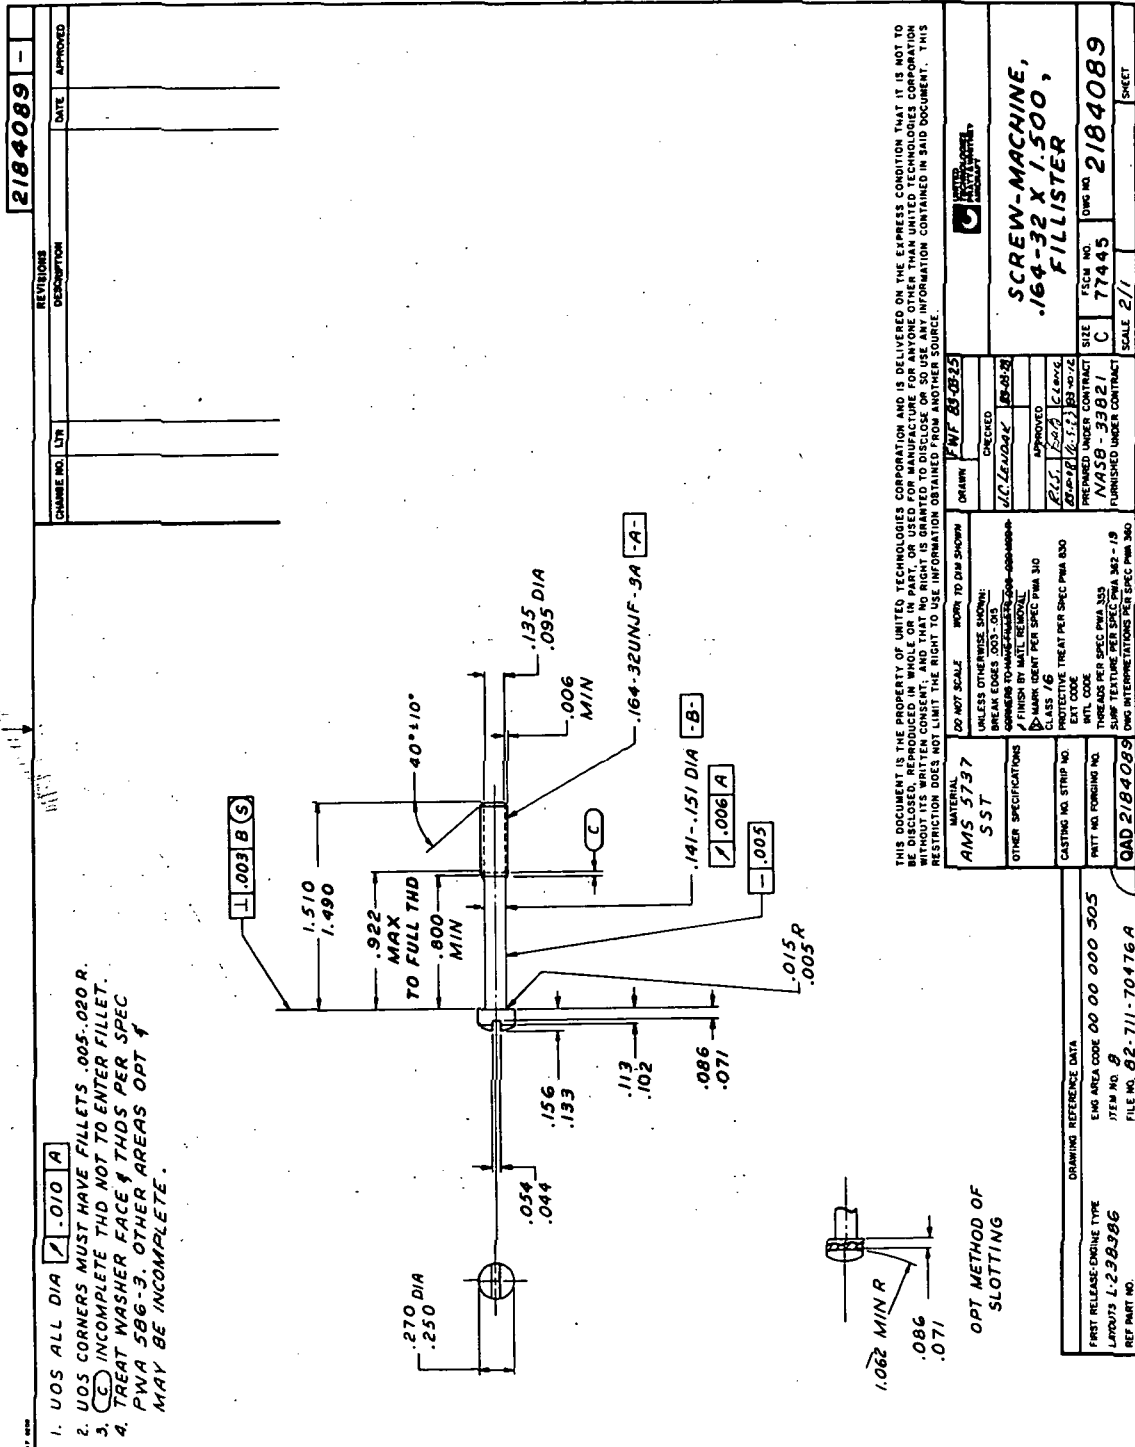 2184089 -
REVISIONS
CHANGE NO. LTR DESCRIPTION DATE APPROVED
1. UOS ALL DIA ↗ .010 A
2. UOS CORNERS MUST HAVE FILLETS .005-.020 R.
3. C INCOMPLETE THD NOT TO ENTER FILLET.
4. TREAT WASHER FACE & THDS PER SPEC
PWA 586-3. OTHER AREAS OPT &
MAY BE INCOMPLETE.
⊥ .003 B Ⓢ
1.510
1.490
.922
MAX
TO FULL THD
.800
MIN
40°±10°
.135 DIA
.095
.006
MIN
.164-32UNJF-3A -A-
C
.141-.151 DIA -B-
↗ .006 A
— .005
.015 R
.005
.156
.133
.113
.102
.086
.071
.054
.044
.270 DIA
.250
1.062 MIN R
.086
.071
OPT METHOD OF
SLOTTING
THIS DOCUMENT IS THE PROPERTY OF UNITED TECHNOLOGIES CORPORATION AND IS DELIVERED ON THE EXPRESS CONDITION THAT IT IS NOT TO
BE DISCLOSED, REPRODUCED IN WHOLE OR IN PART, OR USED FOR MANUFACTURE FOR ANYONE OTHER THAN UNITED TECHNOLOGIES CORPORATION
WITHOUT ITS WRITTEN CONSENT; AND THAT NO RIGHT IS GRANTED TO DISCLOSE OR SO USE ANY INFORMATION CONTAINED IN SAID DOCUMENT. THIS
RESTRICTION DOES NOT LIMIT THE RIGHT TO USE INFORMATION OBTAINED FROM ANOTHER SOURCE.
DRAWING REFERENCE DATA
FIRST RELEASE-ENGINE TYPE
ENG AREA CODE 00 00 000 505
LAYOUTS L-238386
ITEM NO. 8
REF PART NO.
FILE NO. 82-711-70476A
MATERIAL
AMS 5737
SST
OTHER SPECIFICATIONS
CASTING NO. STRIP NO.
PATT NO. FORGING NO.
QAD 2184089
DO NOT SCALE WORK TO DIM SHOWN
UNLESS OTHERWISE SHOWN:
BREAK EDGES .003-.015
CORNERS TO HAVE FILLETS
FINISH BY MATL REMOVAL
MARK IDENT PER SPEC PWA 310
CLASS 16
PROTECTIVE TREAT PER SPEC PWA 830
EXT CODE
INTL CODE
THREADS PER SPEC PWA 355
SURF TEXTURE PER SPEC PWA 362-19
DWG INTERPRETATIONS PER SPEC PWA 360
DRAWN FWF 83-03-25
CHECKED
J.C. LENDAK
APPROVED
PREPARED UNDER CONTRACT
NAS8-33821
FURNISHED UNDER CONTRACT
UNITED
TECHNOLOGIES
PRATT & WHITNEY
AIRCRAFT
SCREW-MACHINE,
.164-32 X 1.500,
FILLISTER
SIZE C
FSCM NO. 77445
DWG NO. 2184089
SCALE 2/1
SHEET